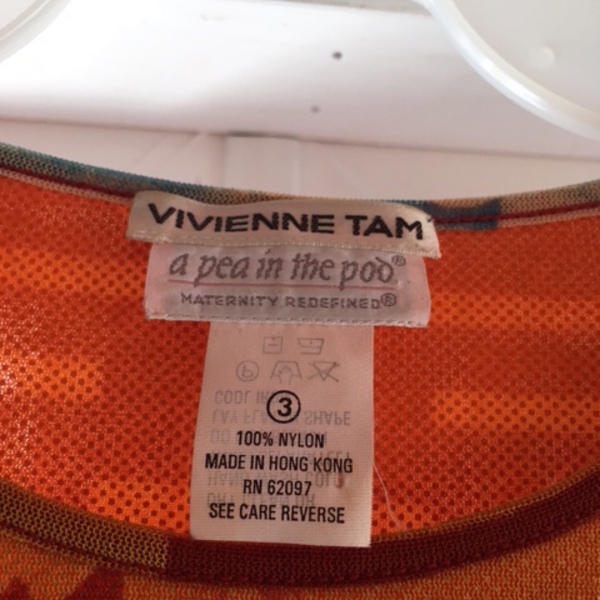 VIVIENNE TAM
a pea in the pod®
MATERNITY REDEFINED®
3
100% NYLON
MADE IN HONG KONG
RN 62097
SEE CARE REVERSE